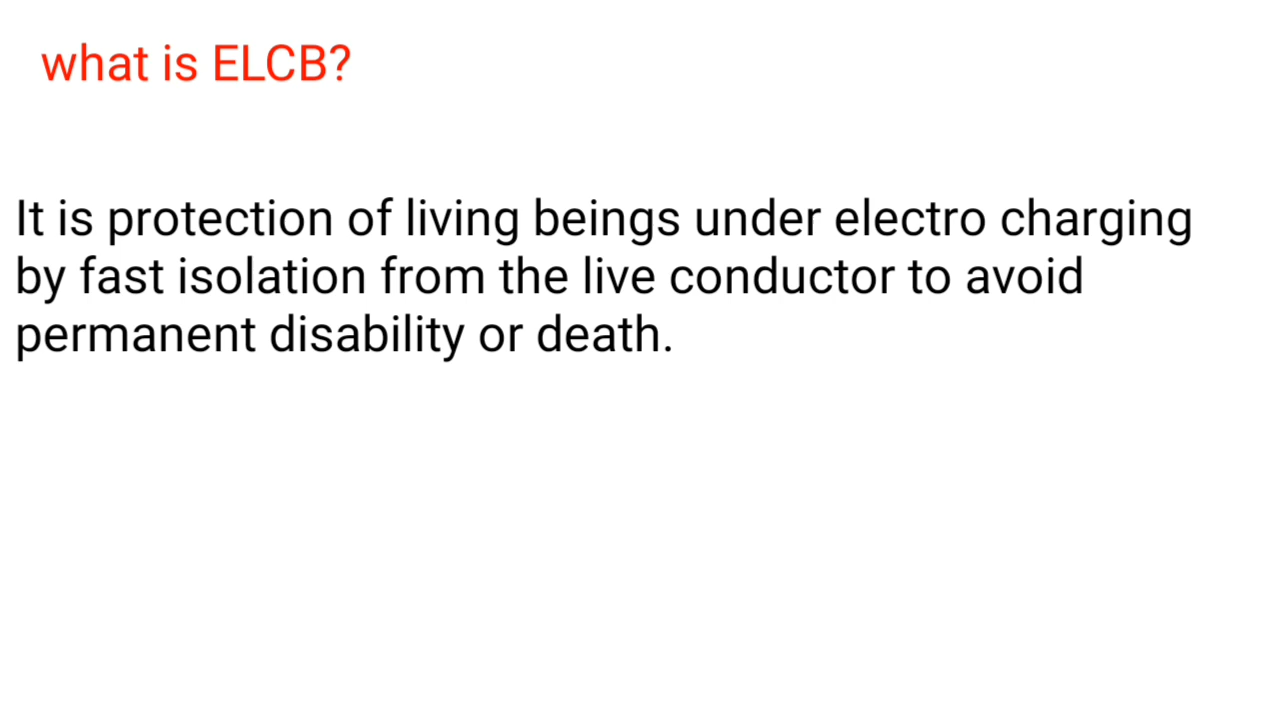 what is ELCB?
It is protection of living beings under electro charging
by fast isolation from the live conductor to avoid
permanent disability or death.